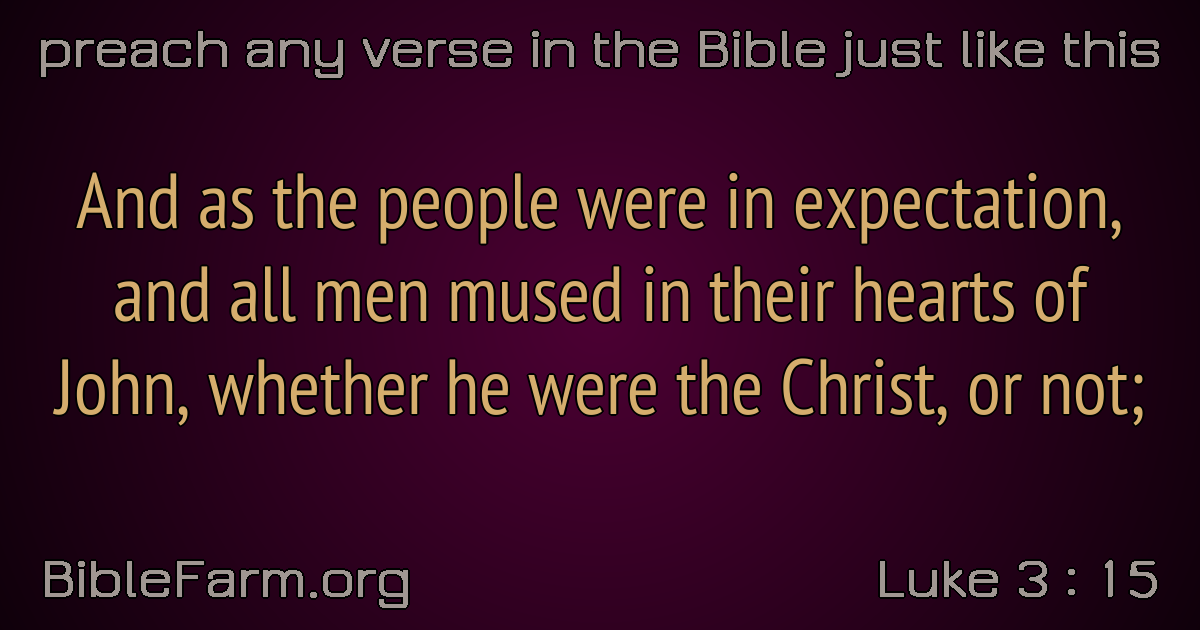 preach any verse in the Bible just like this
And as the people were in expectation,
and all men mused in their hearts of
John, whether he were the Christ, or not;
BibleFarm.org
Luke 3 : 15